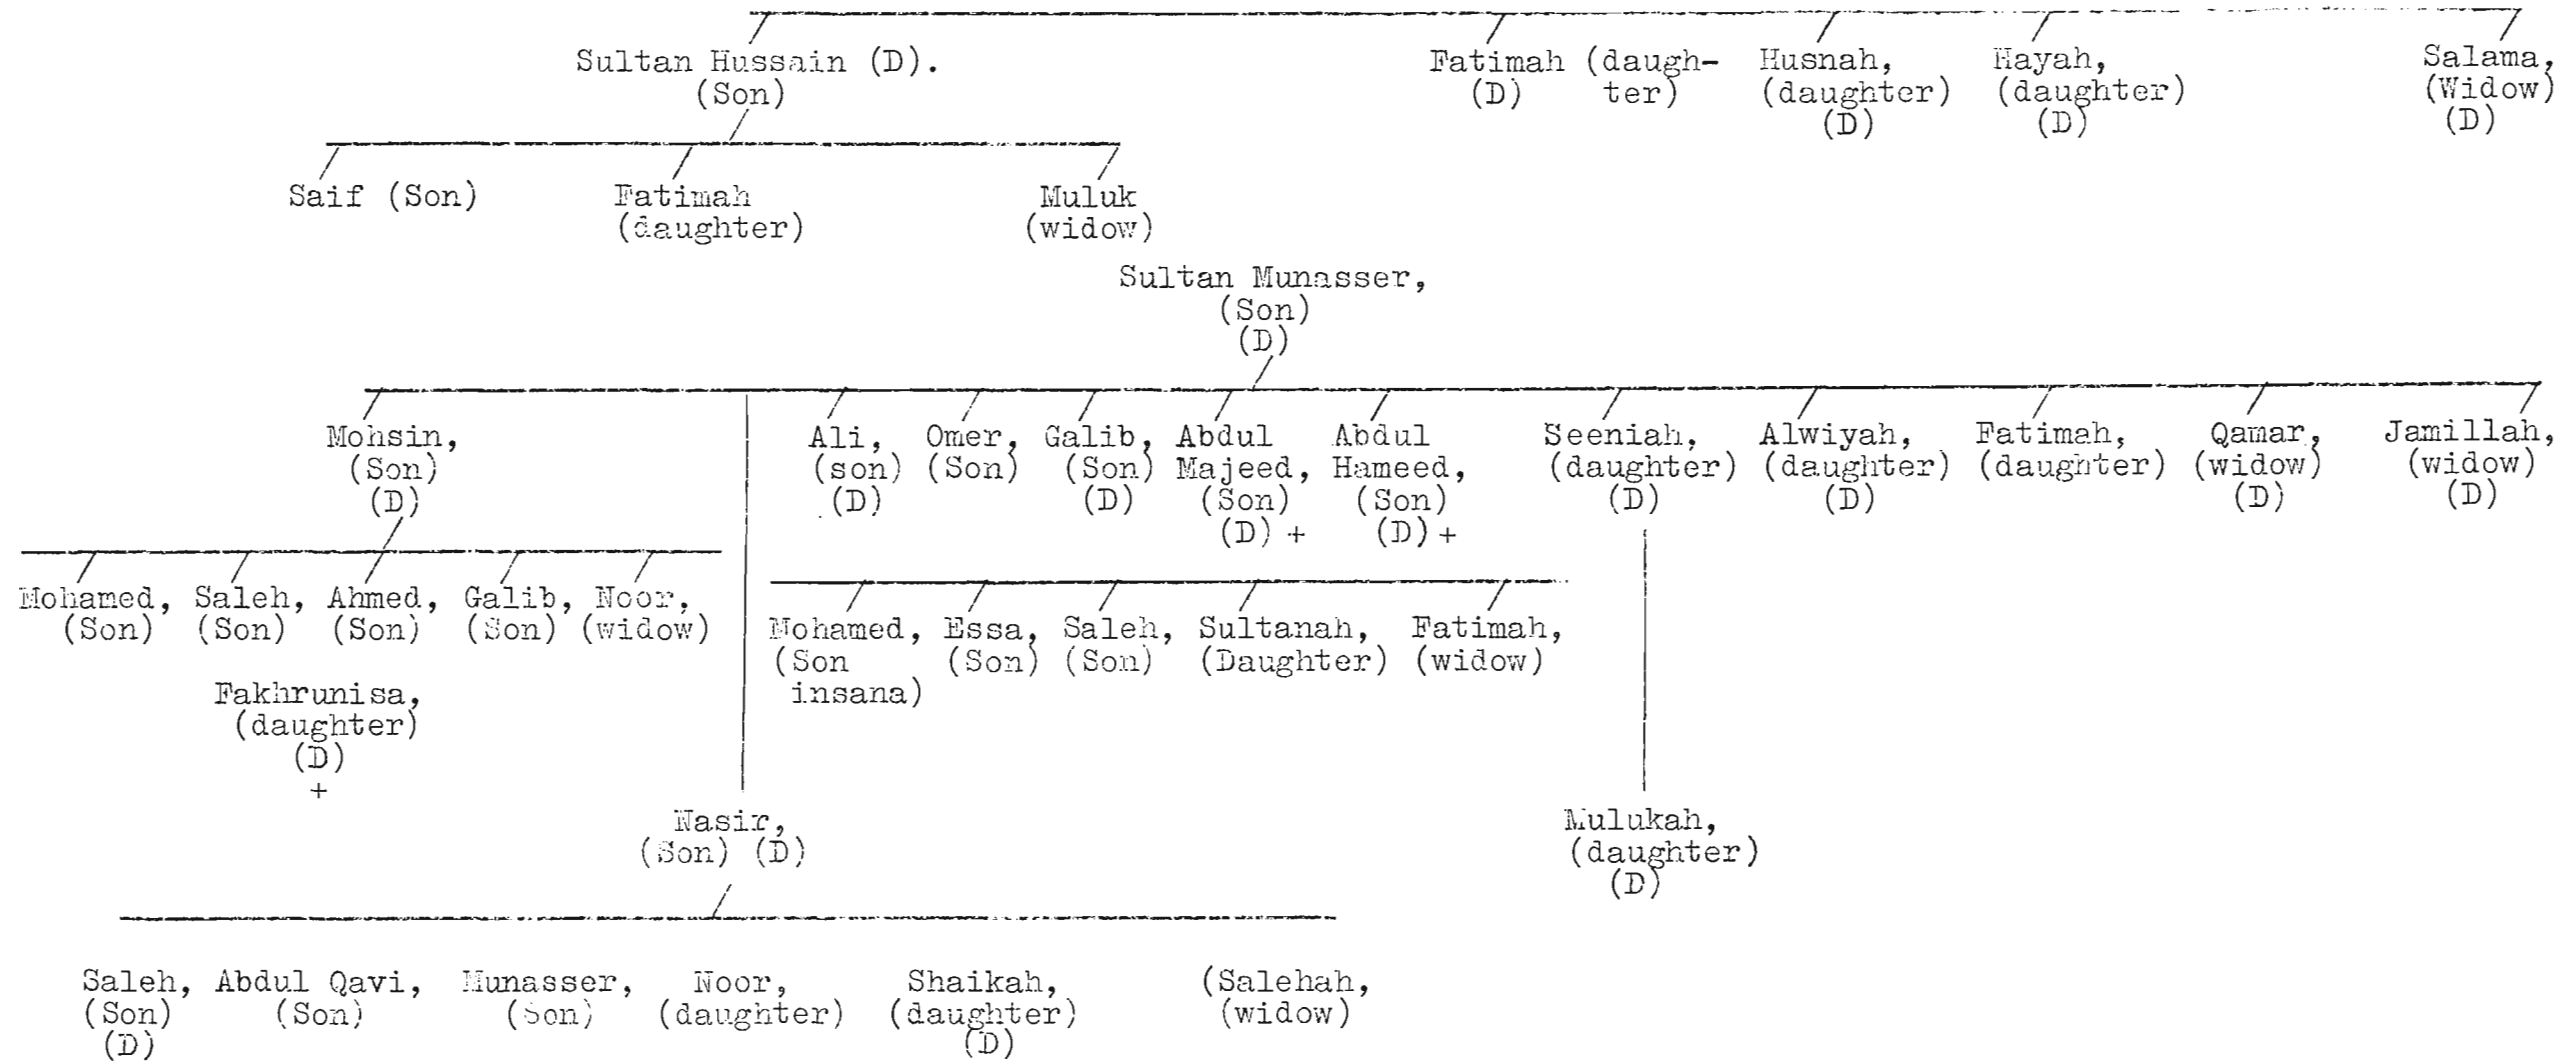 Sultan Hussain (D). Fatimah (daugh- Husnah, Hayah, Salama,
(Son) (D) ter) (daughter) (daughter) (Widow)
(D) (D) (D)
Saif (Son) Fatimah Muluk
(daughter) (widow)
Sultan Munasser,
(Son)
(D)
Mohsin, Ali, Omer, Galib, Abdul Abdul Seeniah, Alwiyah, Fatimah, Qamar, Jamillah,
(Son) (son) (Son) (Son) Majeed, Hameed, (daughter) (daughter) (daughter) (widow) (widow)
(D) (D) (D) (Son) (Son) (D) (D) (D) (D)
(D) + (D) +
Mohamed, Saleh, Ahmed, Galib, Noor,
(Son) (Son) (Son) (Son) (widow)
Mohamed, Essa, Saleh, Sultanah, Fatimah,
(Son (Son) (Son) (Daughter) (widow)
insana)
Fakhrunisa,
(daughter)
(D)
+
Nasir, Mulukah,
(Son) (D) (daughter)
(D)
Saleh, Abdul Qavi, Munasser, Noor, Shaikah, (Salehah,
(Son) (Son) (Son) (daughter) (daughter) (widow)
(D) (D)